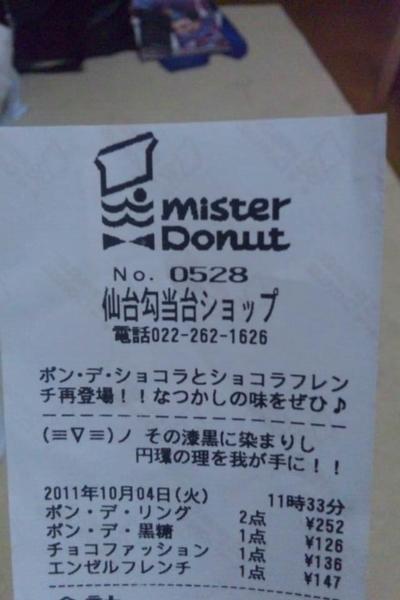 mister
Donut
No. 0528
仙台勾当台ショップ
電話022-262-1626
ポン・デ・ショコラとショコラフレン
チ再登場!!なつかしの味をぜひ♪
(≡∇≡)ノ その漆黒に染まりし
円環の理を我が手に!!
2011年10月04日(火) 11時33分
ポン・デ・リング 2点 ¥252
ポン・デ・黒糖 1点 ¥126
チョコファッション 1点 ¥136
エンゼルフレンチ 1点 ¥147